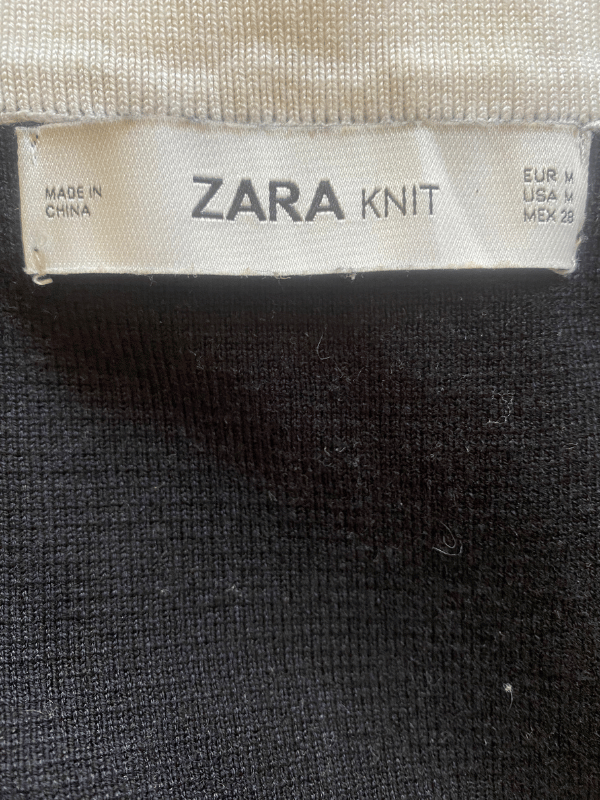 MADE IN
CHINA
ZARA KNIT
EUR M
USA M
MEX 28